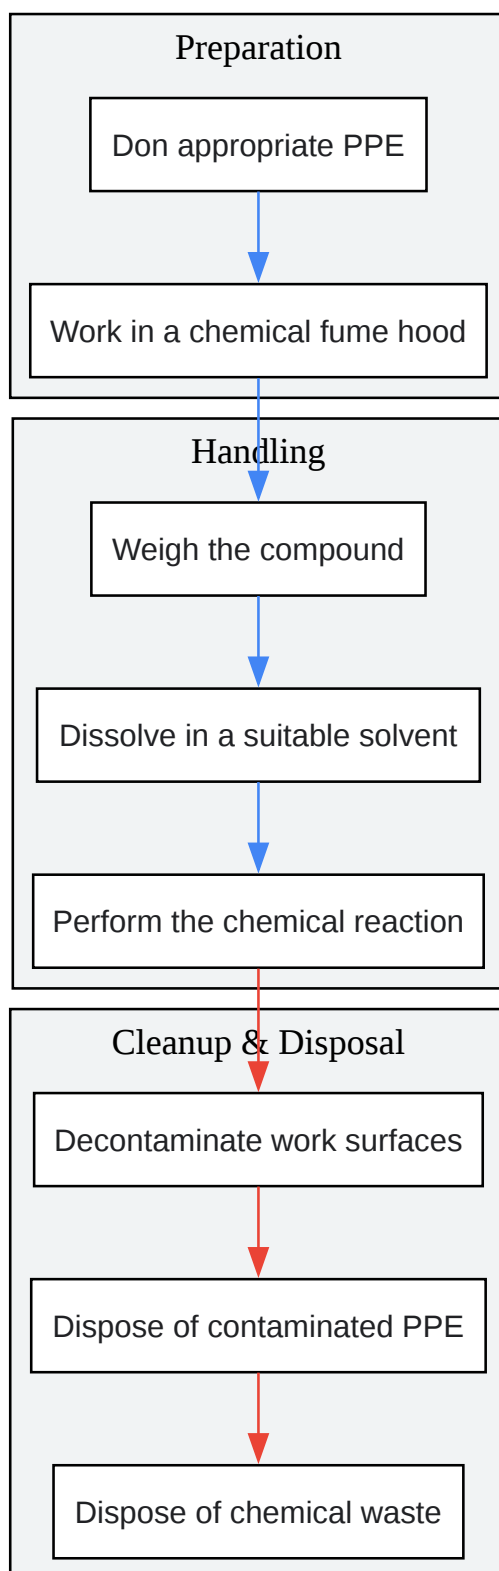 Preparation
Don appropriate PPE
Work in a chemical fume hood
Handling
Weigh the compound
Dissolve in a suitable solvent
Perform the chemical reaction
Cleanup & Disposal
Decontaminate work surfaces
Dispose of contaminated PPE
Dispose of chemical waste